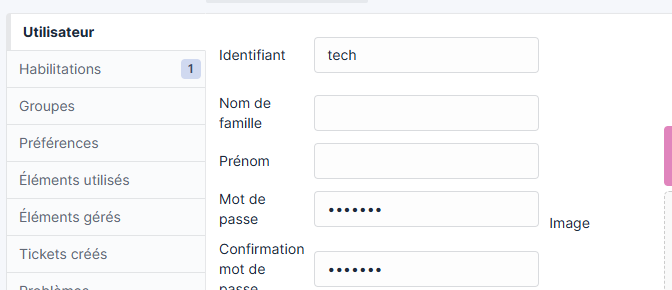 Utilisateur
Habilitations 1
Groupes
Préférences
Éléments utilisés
Éléments gérés
Tickets créés
Problèmes
Identifiant tech
Nom de
famille
Prénom
Mot de
passe •••••••
Image
Confirmation
mot de
passe •••••••